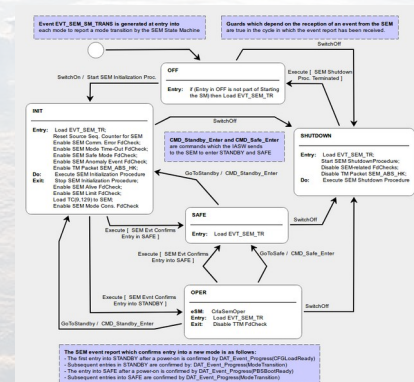 Event EVT_SEM_SM_TRANS is generated at entry into
each mode to report a mode transition by the SEM State
Machine
Guards which depend on the reception of an event from the SEM
are true in the cycle in which the event report has been received.
SwitchOff
OFF
Entry: if (Entry in OFF is not part of Starting
the SM) then Load EVT_SEM_TR
Execute [ SEM Shutdown
Proc. Terminated ]
SwitchOn / Start SEM Initialization Proc.
SwitchOff
INIT
Entry: Load EVT_SEM_TR;
Reset Source Seq. Counter for SEM
Enable SEM Comm. Error FdCheck;
Enable SEM Mode Time-Out FdCheck;
Enable SEM Safe Mode FdCheck;
Enable SEM Anomaly Event FdCheck;
Enable TM Packet SEM_ABS_HK;
Do: Execute SEM Initialization Procedure
Exit: Stop SEM Initialization Procedure;
Enable SEM Alive FdCheck;
Enable SEM Limit FdCheck;
Load TC(9,129) to SEM;
Enable SEM Mode Cons. FdCheck
CMD_Standby_Enter and CMD_Safe_Enter
are commands which the IASW sends
to the SEM to enter STANDBY and SAFE
SHUTDOWN
Entry: Load EVT_SEM_TR;
Start SEM ShutdownProcedure;
Disable SEM-related FdChecks;
Disable TM Packet SEM_ABS_HK;
Do: Execute SEM Shutdown Procedure
GoToStandby / CMD_Standby_Enter
SAFE
Entry: Load EVT_SEM_TR
SwitchOff
Execute [ SEM Evt Confirms
Entry in SAFE ]
Execute [ SEM Evt Confirms
Entry into SAFE ]
GoToSafe / CMD_Safe_Enter
Execute [ SEM Evnt Confirms
Entry into STANDBY ]
OPER
eSM: CrIaSemOper
Entry: Load EVT_SEM_TR
Exit: Disable TTM FdCheck
SwitchOff
GoToStandby / CMD_Standby_Enter
The SEM event report which confirms entry into a new mode is as follows:
- The first entry into STANDBY after a power-on is confirmed by DAT_Event_Progress(CFGLoadReady)
- Subsequent entries in STANDBY are confirmed by: DAT_Event_Progress(ModeTransition)
- The entry into SAFE after a power-on is confirmed by DAT_Event_Progress(PBSBootReady)
- Subsequent entries into SAFE are confirmed by DAT_Event_Progress(ModeTransition)